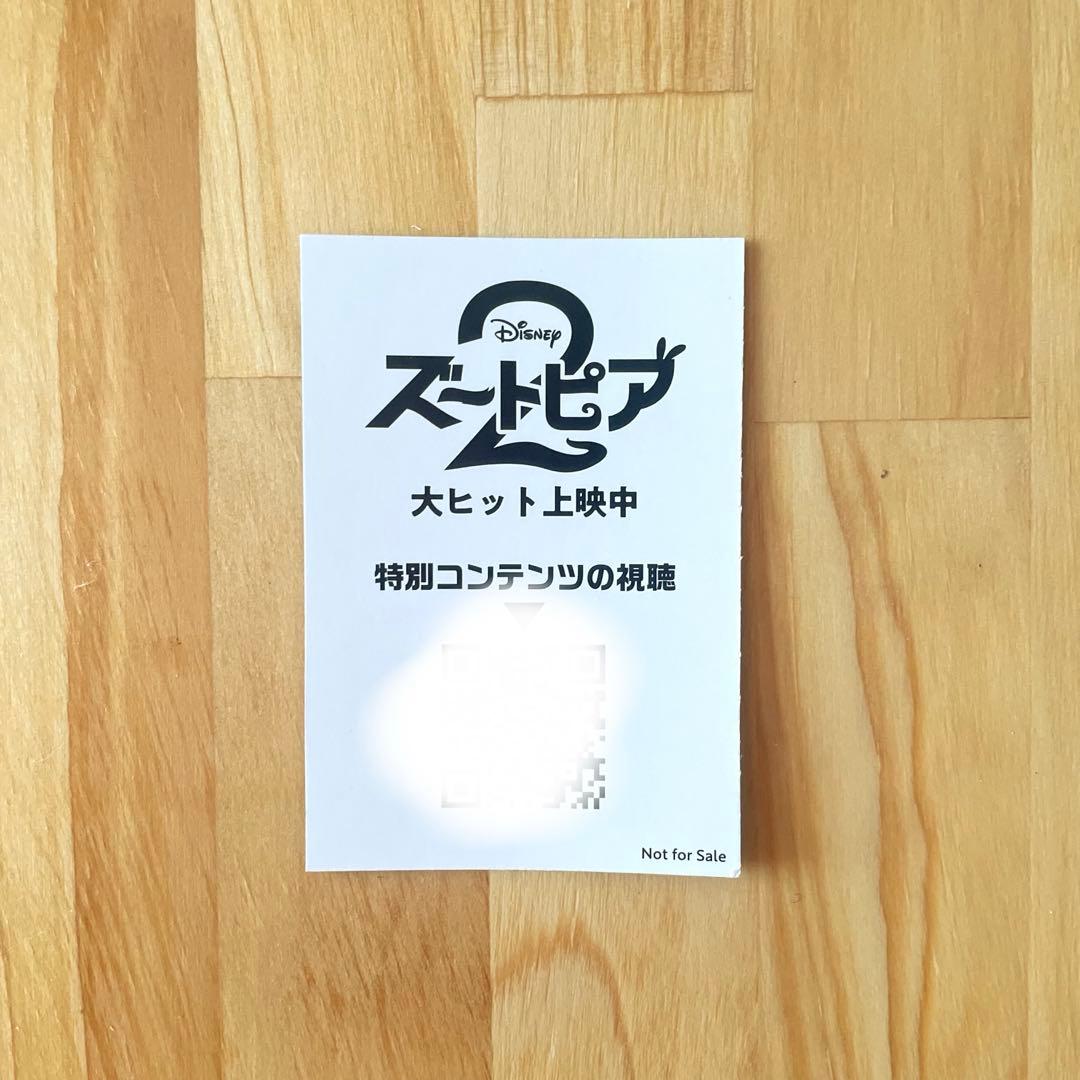 Disney
ズートピア
2
大ヒット上映中
特別コンテンツの視聴
Not for Sale